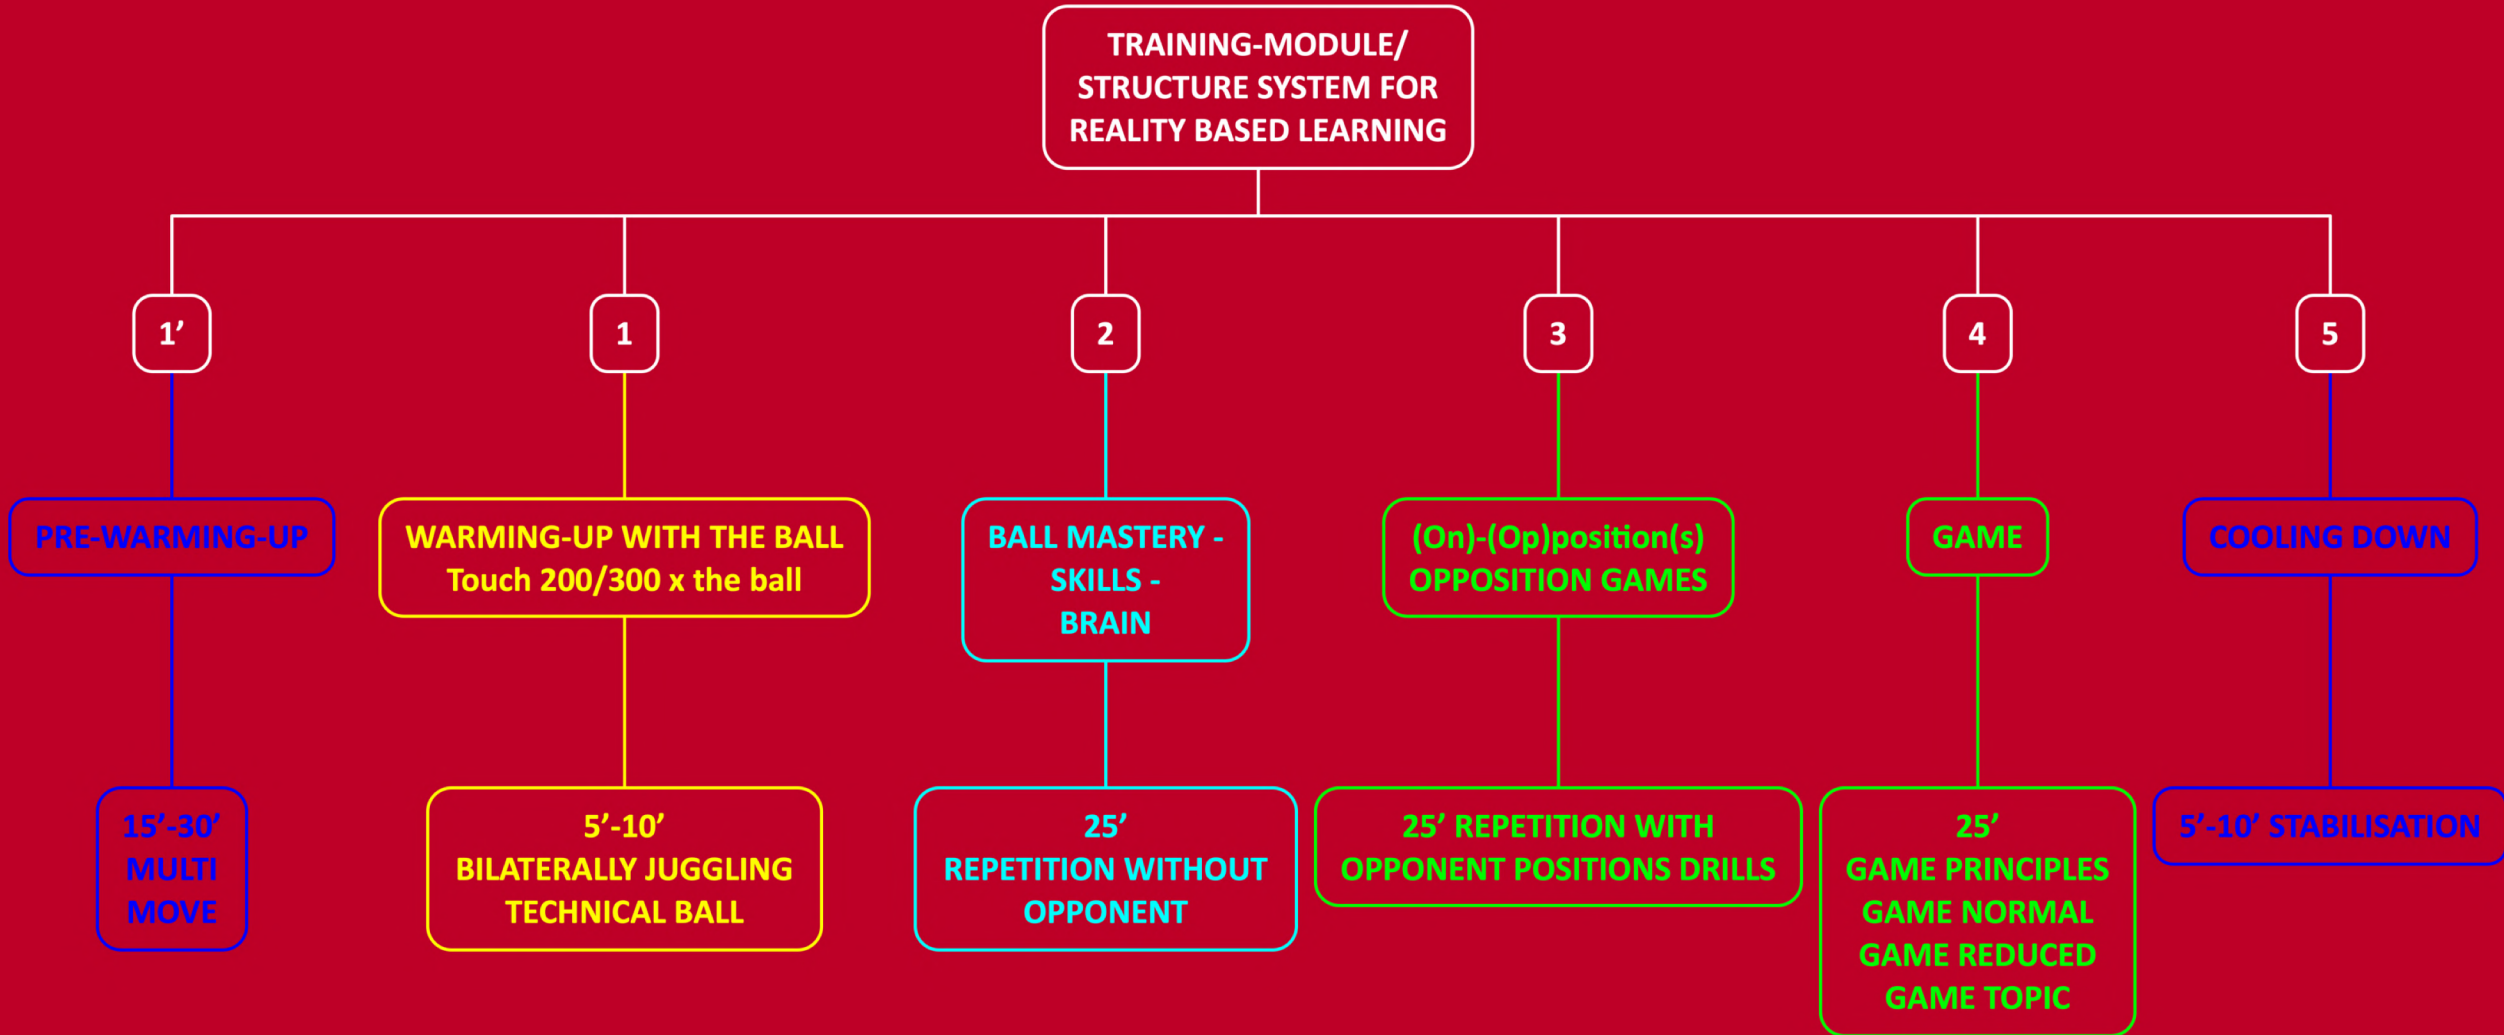 TRAINING-MODULE/
STRUCTURE SYSTEM FOR
REALITY BASED LEARNING
1’
1
2
3
4
5
PRE-WARMING-UP
WARMING-UP WITH THE BALL
Touch 200/300 x the ball
BALL MASTERY -
SKILLS -
BRAIN
(On)-(Op)position(s)
OPPOSITION GAMES
GAME
COOLING DOWN
15’-30’
MULTI
MOVE
5’-10’
BILATERALLY JUGGLING
TECHNICAL BALL
25’
REPETITION WITHOUT
OPPONENT
25’ REPETITION WITH
OPPONENT POSITIONS DRILLS
25’
GAME PRINCIPLES
GAME NORMAL
GAME REDUCED
GAME TOPIC
5’-10’ STABILISATION